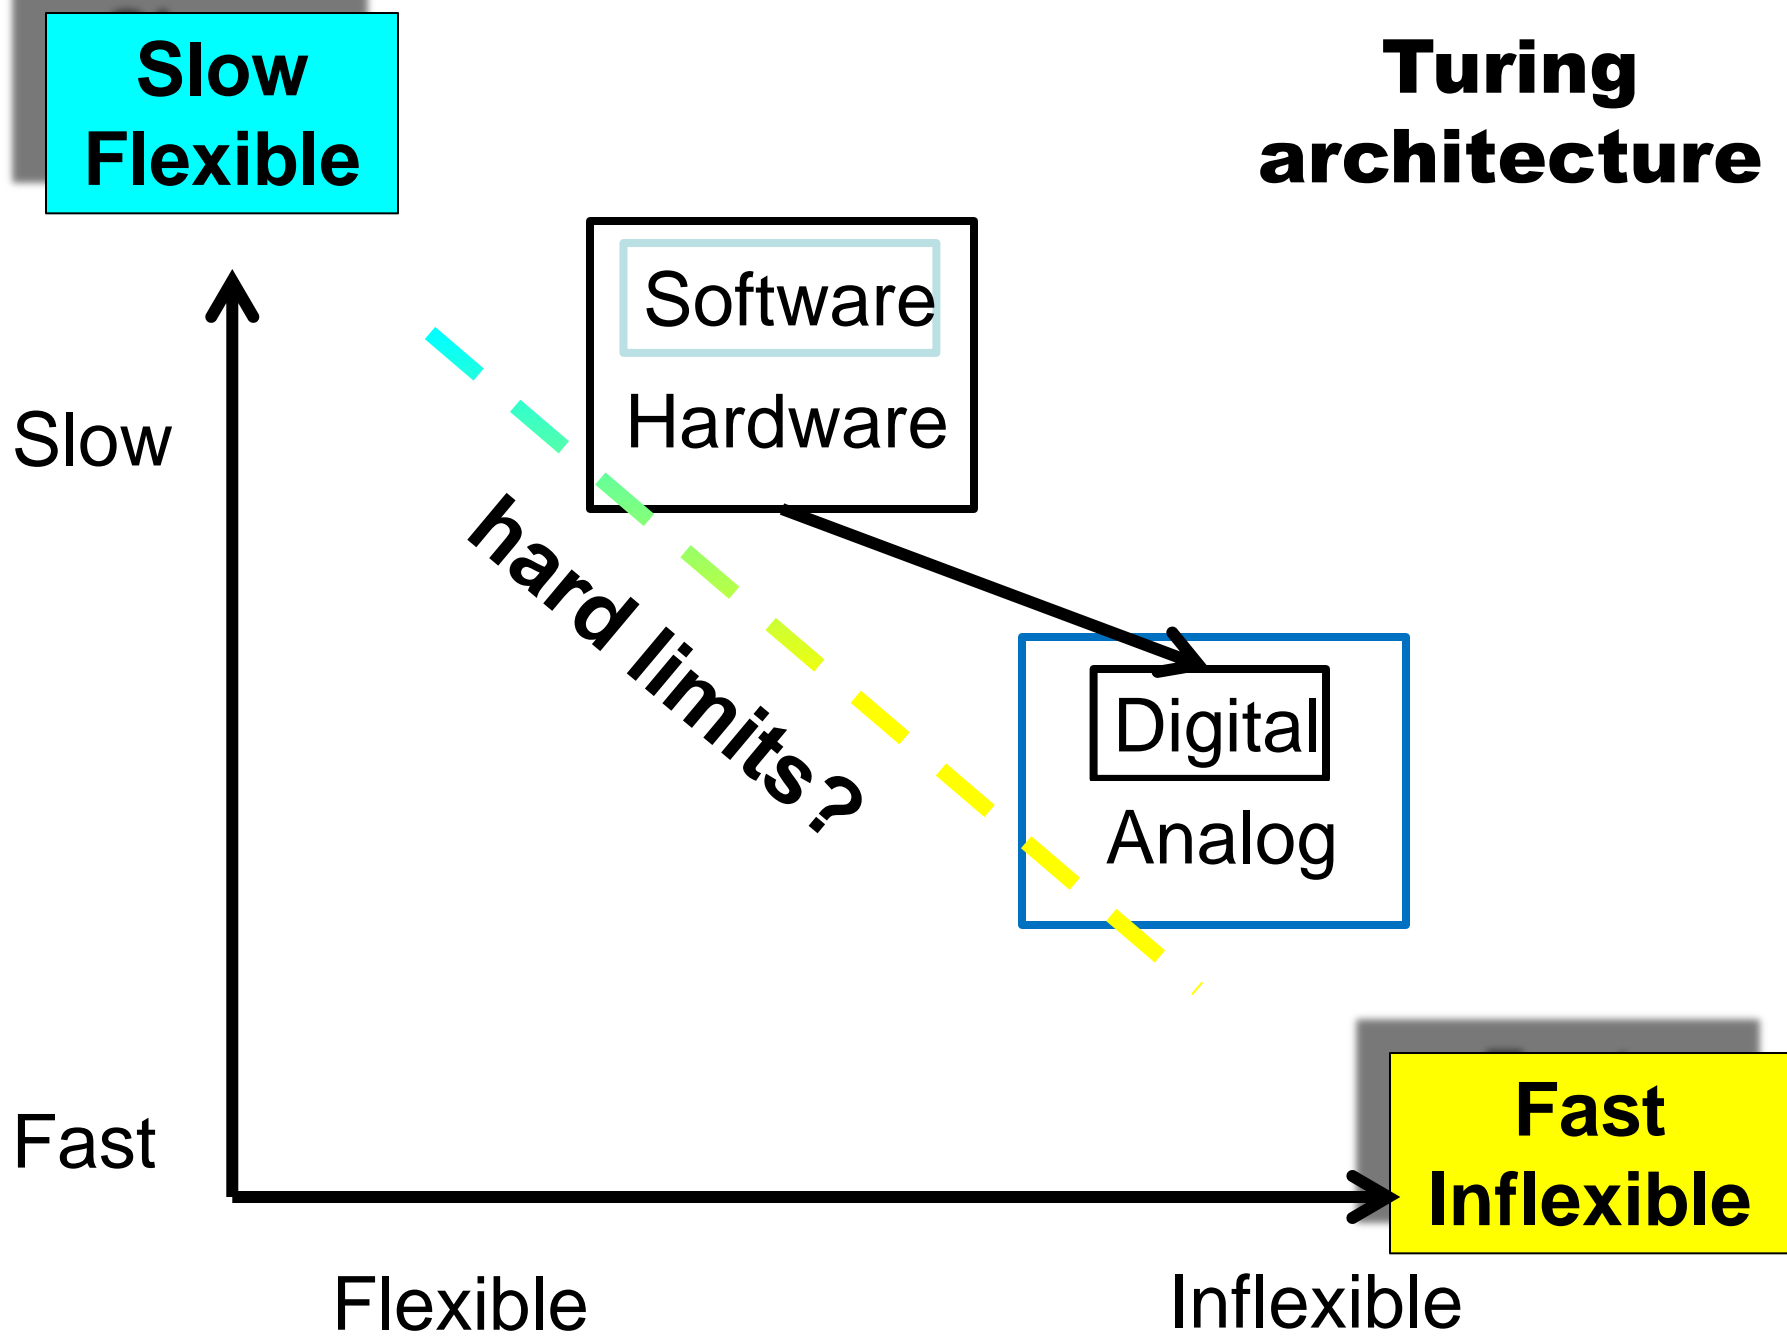 Slow
Flexible
Turing
architecture
Software
Hardware
Slow
hard limits?
Digital
Analog
Fast
Fast
Inflexible
Flexible
Inflexible